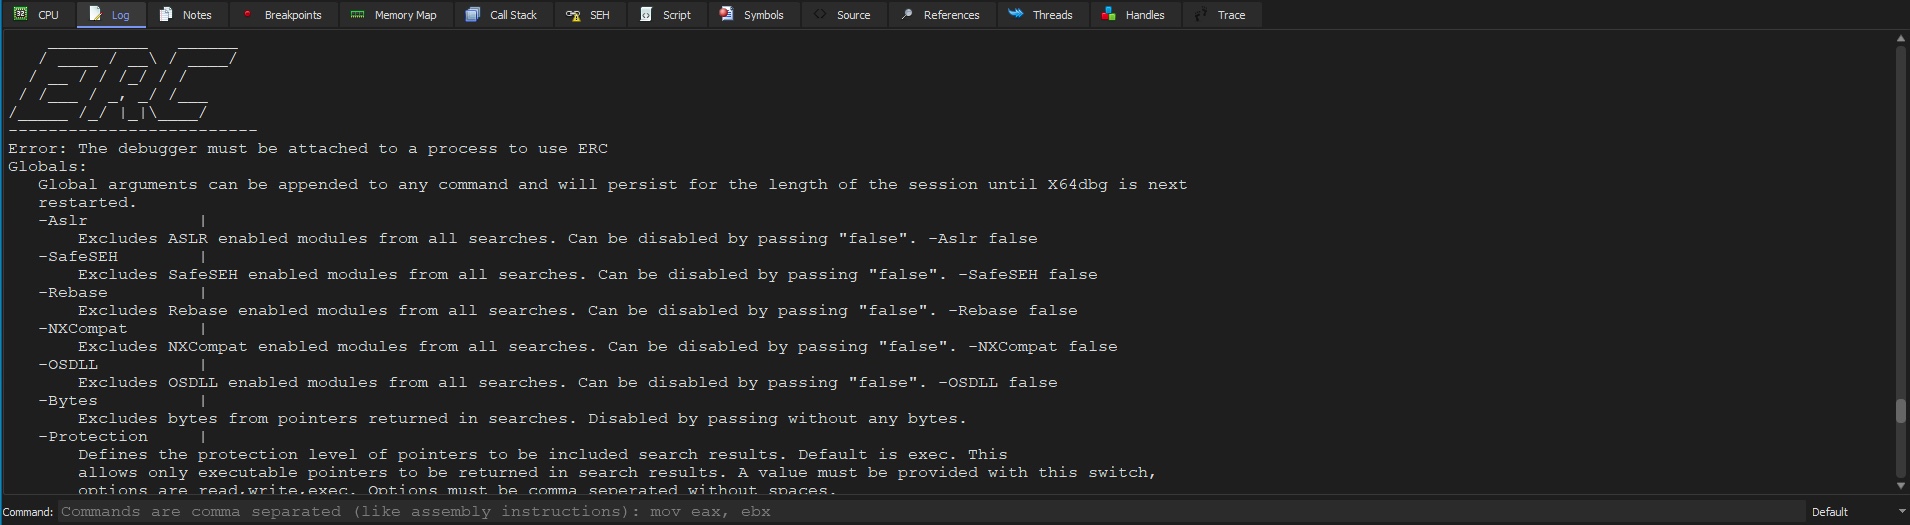 CPU Log Notes Breakpoints Memory Map Call Stack SEH Script Symbols Source References Threads Handles Trace
   ___________   ______
   / ____ / __\ / ____/
  / __ / / /_/ / /
 / /___ / _, _/ /___
/_____ /_/ |_|\____/
-------------------------
Error: The debugger must be attached to a process to use ERC
Globals:
   Global arguments can be appended to any command and will persist for the length of the session until X64dbg is next
   restarted.
   -Aslr           |
       Excludes ASLR enabled modules from all searches. Can be disabled by passing "false". -Aslr false
   -SafeSEH        |
       Excludes SafeSEH enabled modules from all searches. Can be disabled by passing "false". -SafeSEH false
   -Rebase         |
       Excludes Rebase enabled modules from all searches. Can be disabled by passing "false". -Rebase false
   -NXCompat       |
       Excludes NXCompat enabled modules from all searches. Can be disabled by passing "false". -NXCompat false
   -OSDLL          |
       Excludes OSDLL enabled modules from all searches. Can be disabled by passing "false". -OSDLL false
   -Bytes          |
       Excludes bytes from pointers returned in searches. Disabled by passing without any bytes.
   -Protection     |
       Defines the protection level of pointers to be included search results. Default is exec. This
       allows only executable pointers to be returned in search results. A value must be provided with this switch,
       options are read,write,exec. Options must be comma seperated without spaces.
Command: Commands are comma separated (like assembly instructions): mov eax, ebx Default